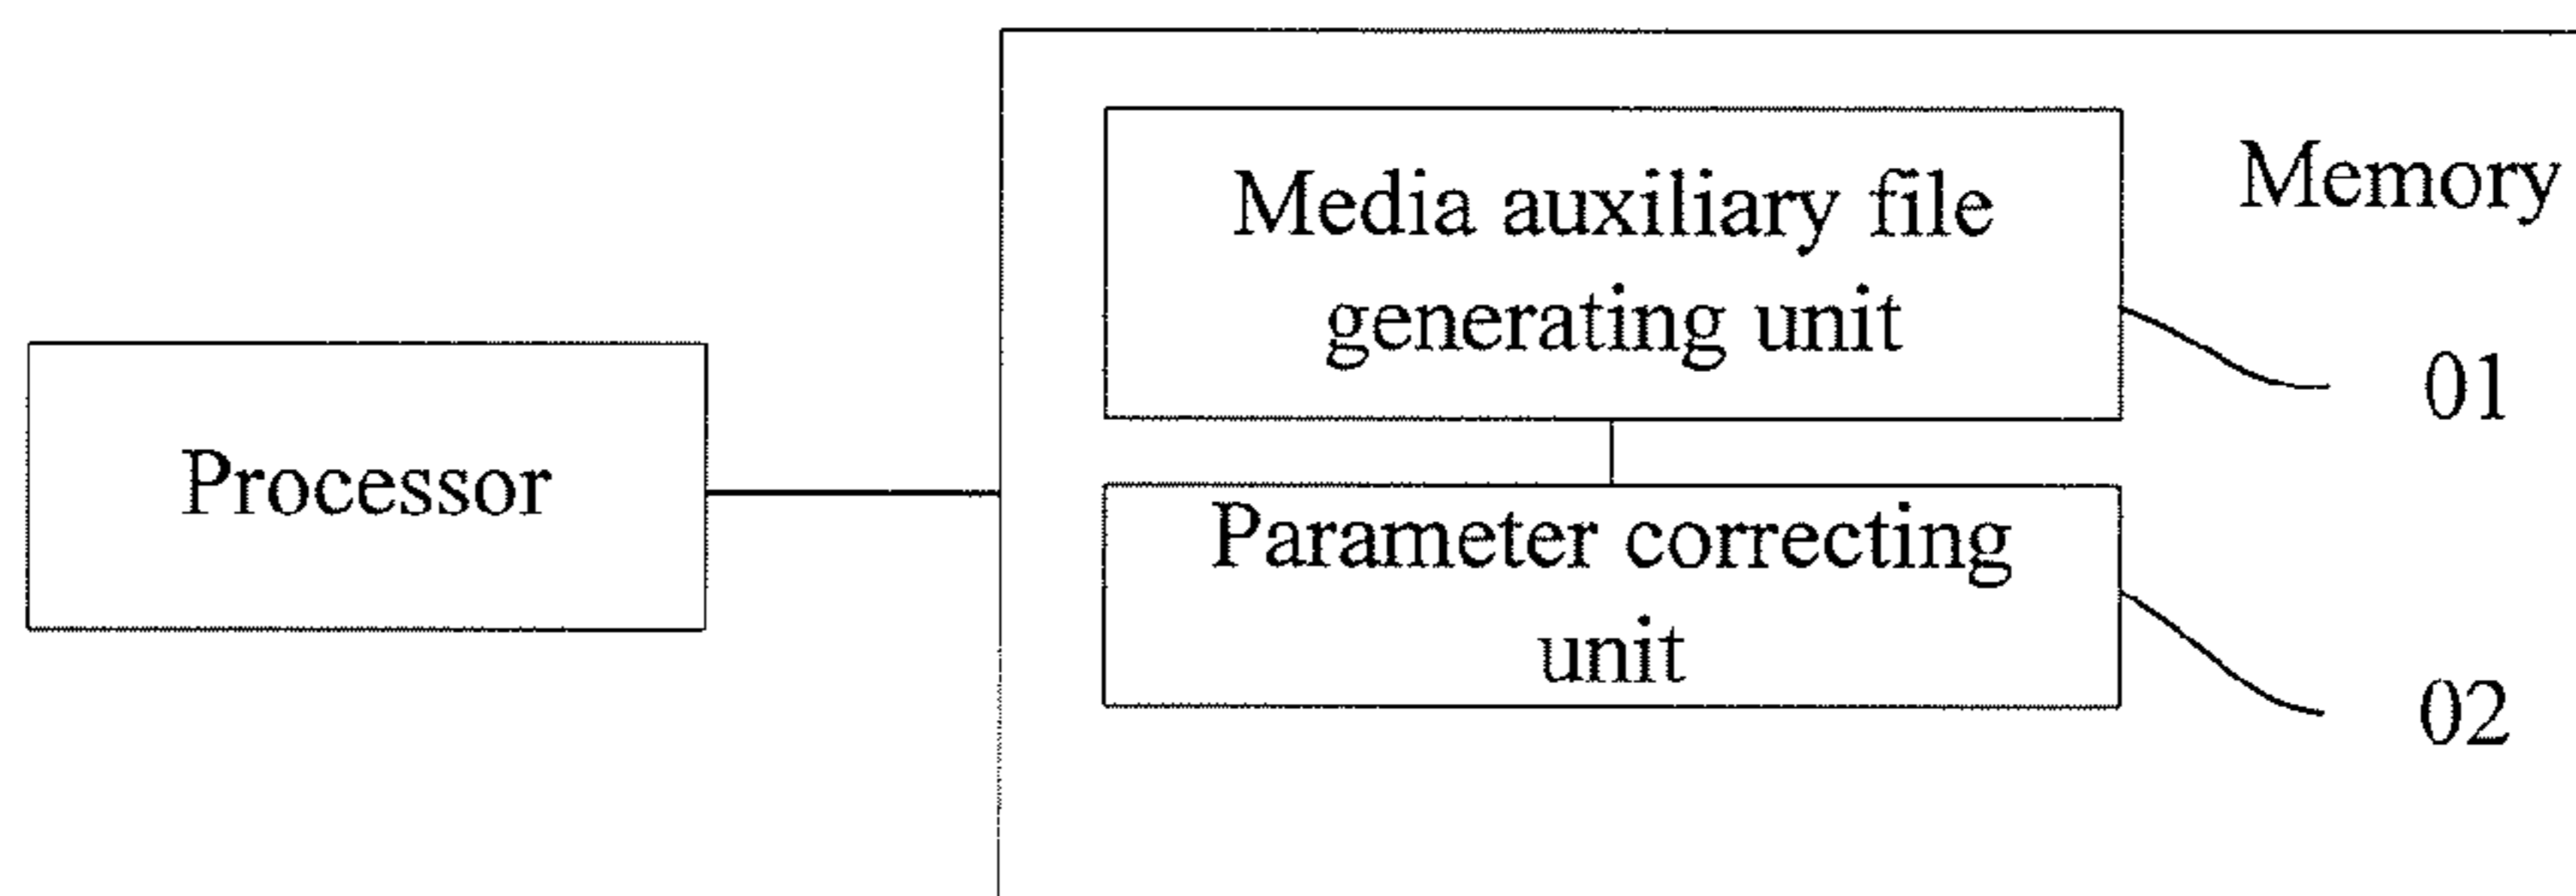 Memory
Media auxiliary file
generating unit
01
Processor
Parameter correcting
unit
02